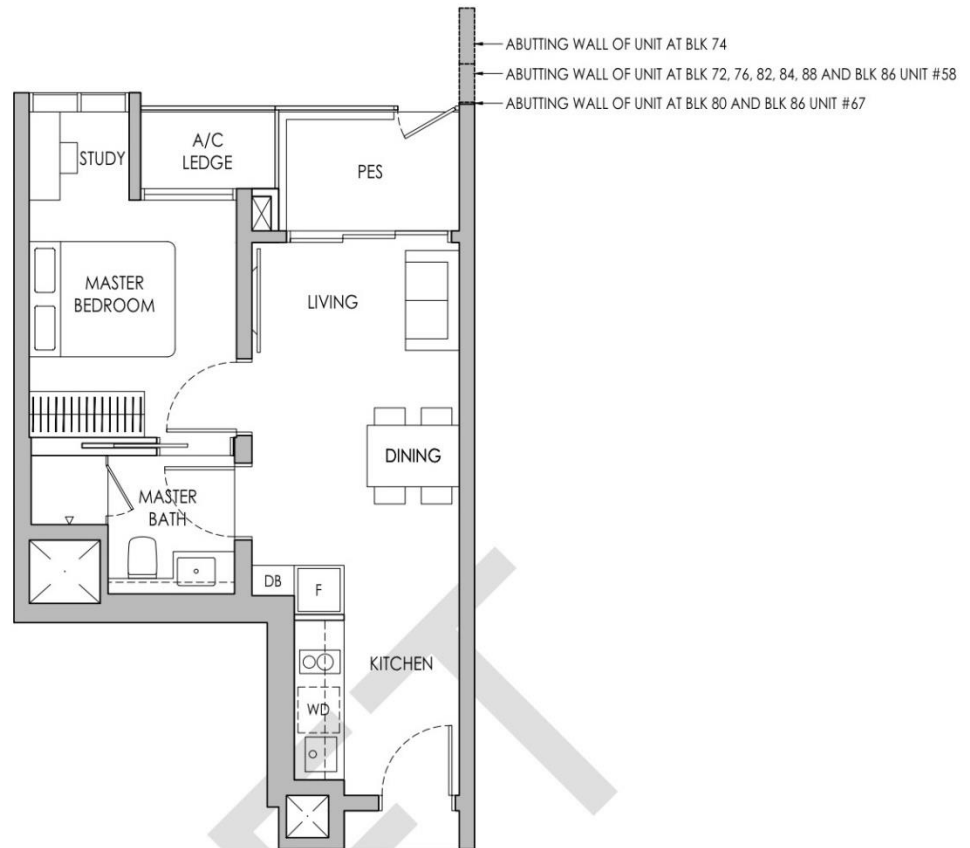 ABUTTING WALL OF UNIT AT BLK 74
ABUTTING WALL OF UNIT AT BLK 72, 76, 82, 84, 88 AND BLK 86 UNIT #58
ABUTTING WALL OF UNIT AT BLK 80 AND BLK 86 UNIT #67
STUDY
A/C
LEDGE
PES
MASTER
BEDROOM
LIVING
DINING
MASTER
BATH
DB
F
KITCHEN
WD
ET